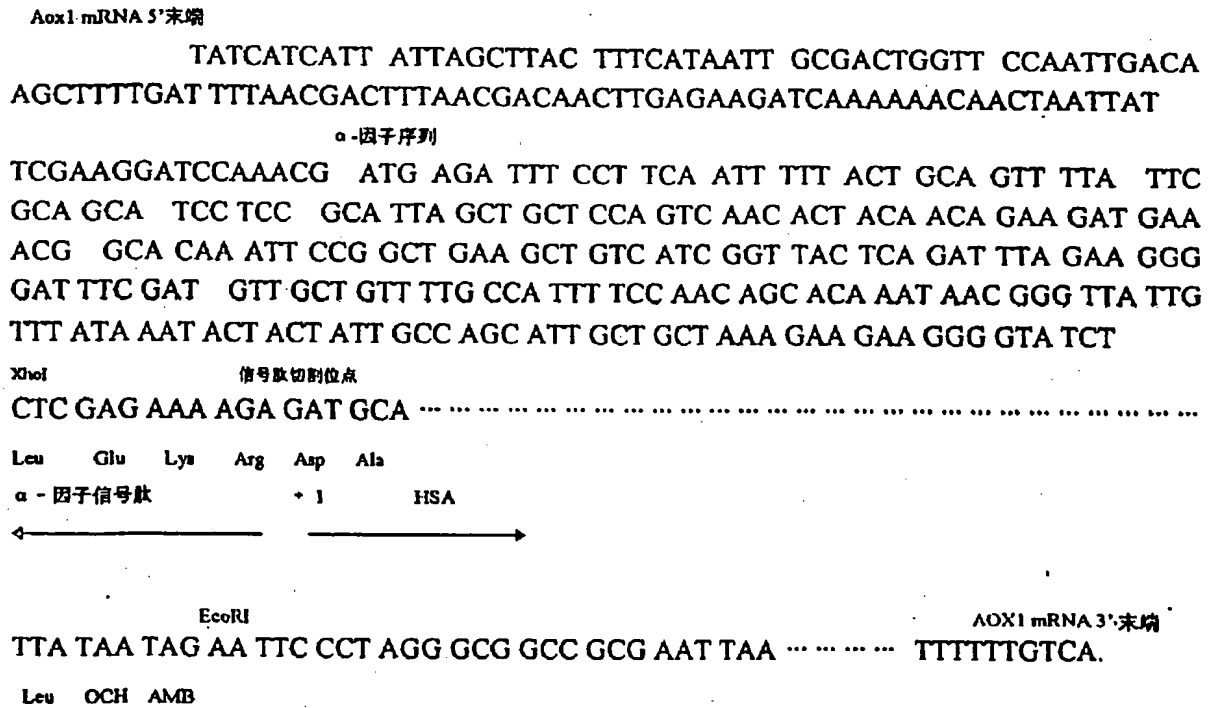 Aox1 mRNA 5'末端
TATCATCATT ATTAGCTTAC TTTCATAATT GCGACTGGTT CCAATTGACA
AGCTTTTGAT TTTAACGACTTTAACGACAACTTGAGAAGATCAAAAAACAACTAATTAT
α-因子序列
TCGAAGGATCCAAACG ATG AGA TTT CCT TCA ATT TTT ACT GCA GTT TTA TTC
GCA GCA TCC TCC GCA TTA GCT GCT CCA GTC AAC ACT ACA ACA GAA GAT GAA
ACG GCA CAA ATT CCG GCT GAA GCT GTC ATC GGT TAC TCA GAT TTA GAA GGG
GAT TTC GAT GTT GCT GTT TTG CCA TTT TCC AAC AGC ACA AAT AAC GGG TTA TTG
TTT ATA AAT ACT ACT ATT GCC AGC ATT GCT GCT AAA GAA GAA GGG GTA TCT
XhoI 信号肽切割位点
CTC GAG AAA AGA GAT GCA ... ... ... ... ... ... ... ... ... ... ... ... ... ... ... ... ... ... ... ... ... ... ... ... ... ... ...
Leu Glu Lys Arg Asp Ala
α - 因子信号肽 + 1 HSA
EcoRI AOX1 mRNA 3'末端
TTA TAA TAG AA TTC CCT AGG GCG GCC GCG AAT TAA ... ... ... ... TTTTTTGTCA.
Leu OCH AMB